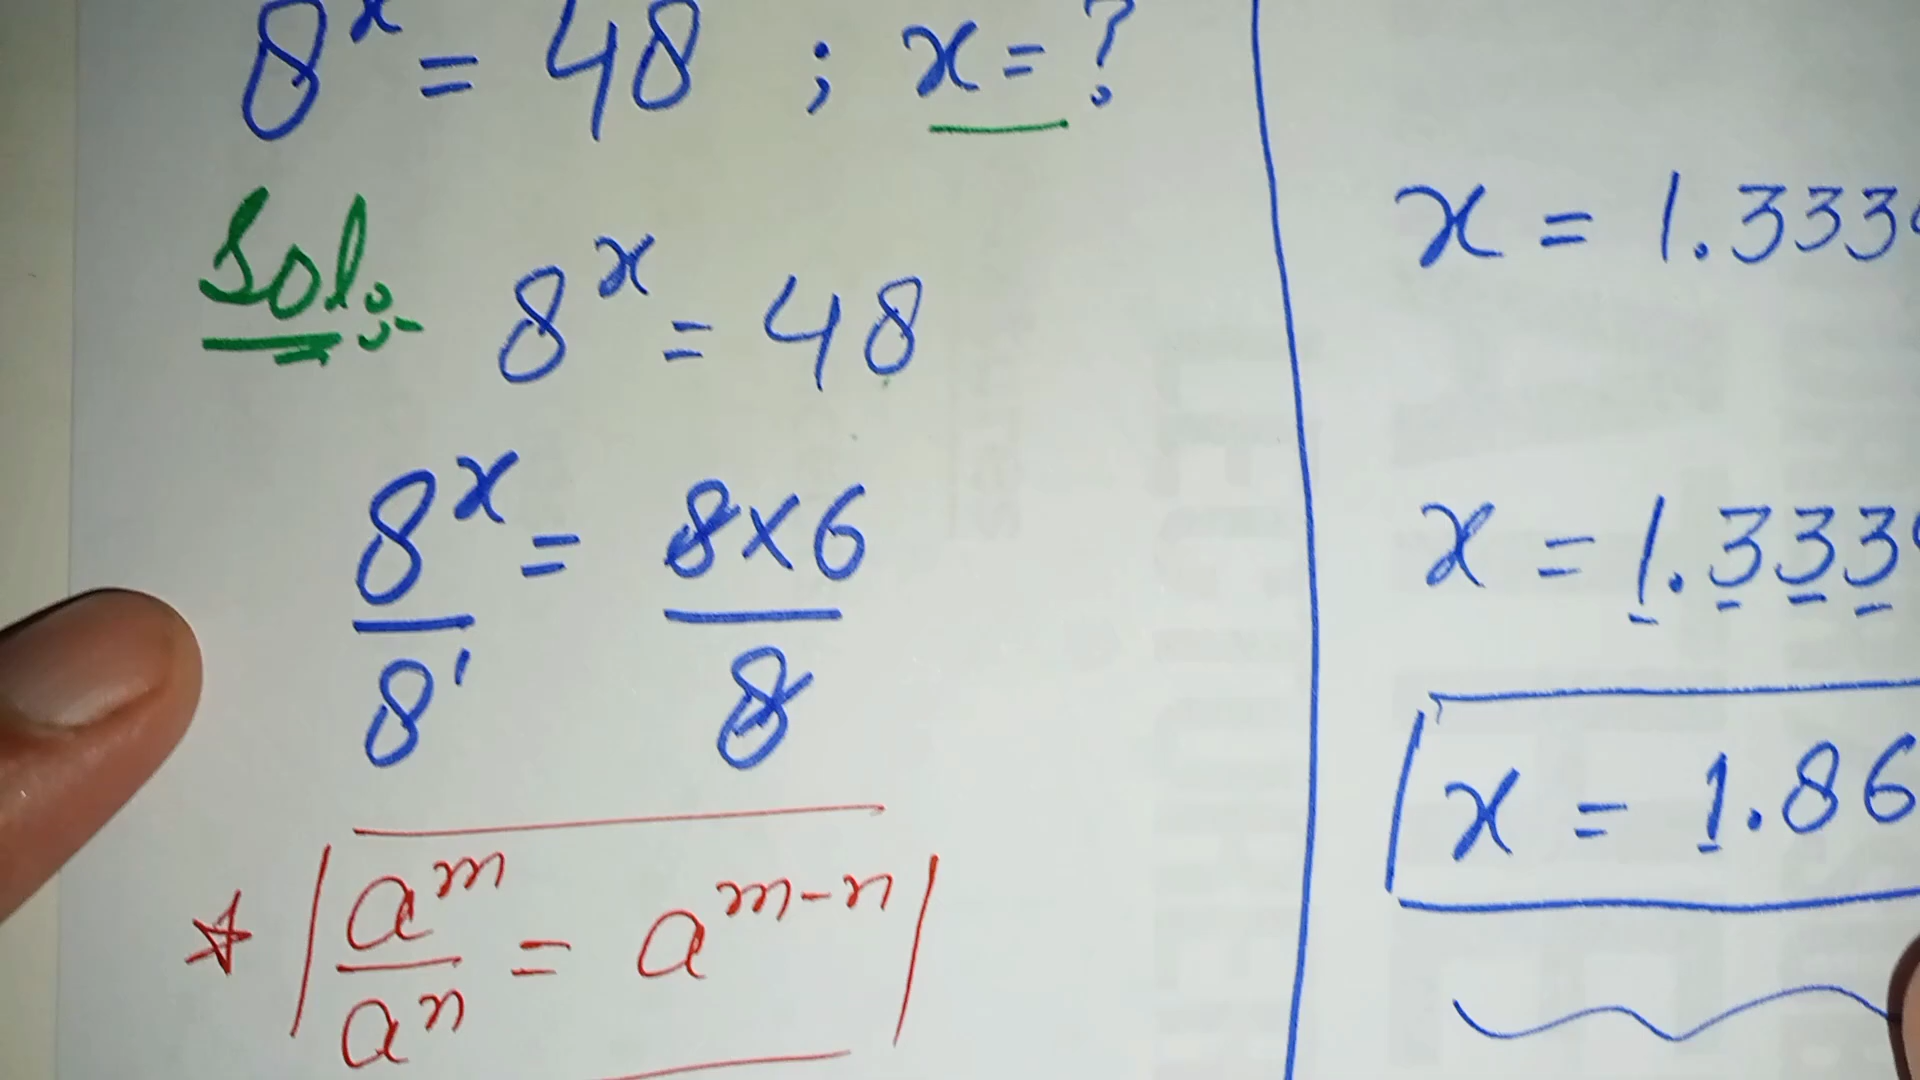 8^x = 48 ; x = ?
Sol:-
8^x = 48
8^x / 8^1 = 8×6 / 8
* a^m / a^n = a^m-n
x = 1.333
x = 1.333
x = 1.86